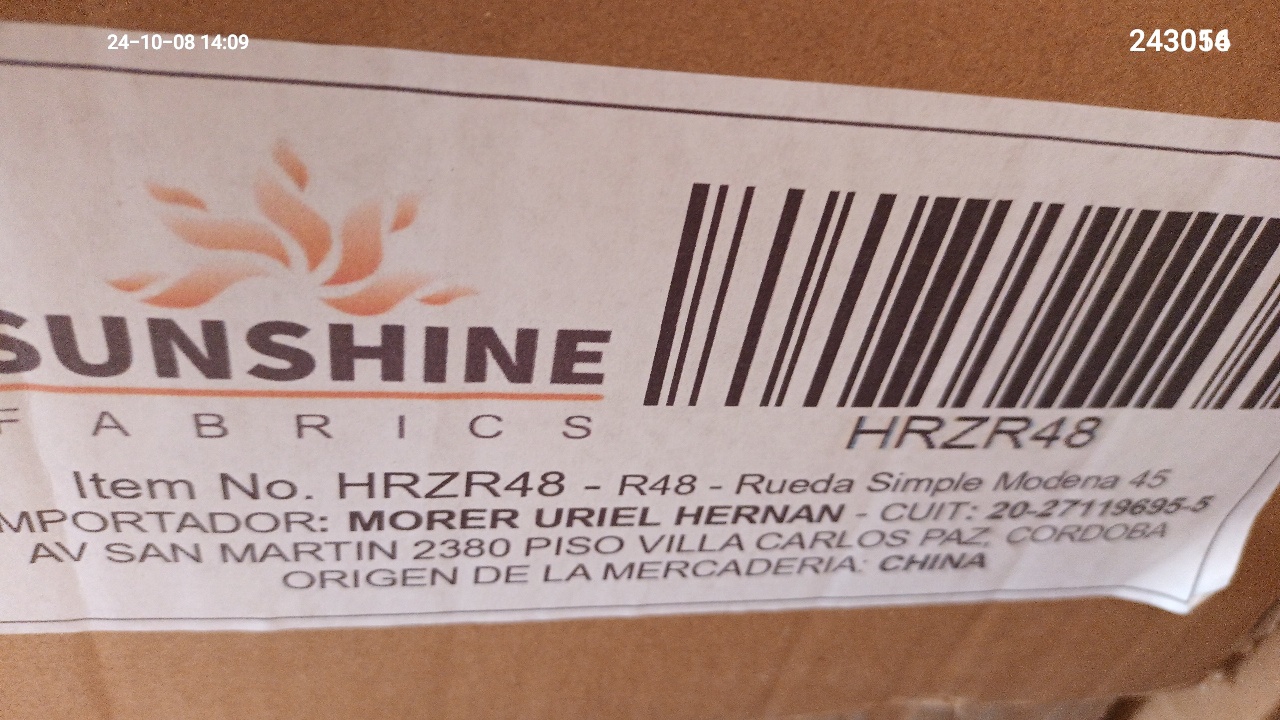 24-10-08 14:09
SUNSHINE
FABRICS
HRZR48
Item No. HRZR48 - R48 - Rueda Simple Modena 45
MPORTADOR: MORER URIEL HERNAN - CUIT: 20-27119695-5
AV SAN MARTIN 2380 PISO VILLA CARLOS PAZ, CORDOBA
ORIGEN DE LA MERCADERIA: CHINA